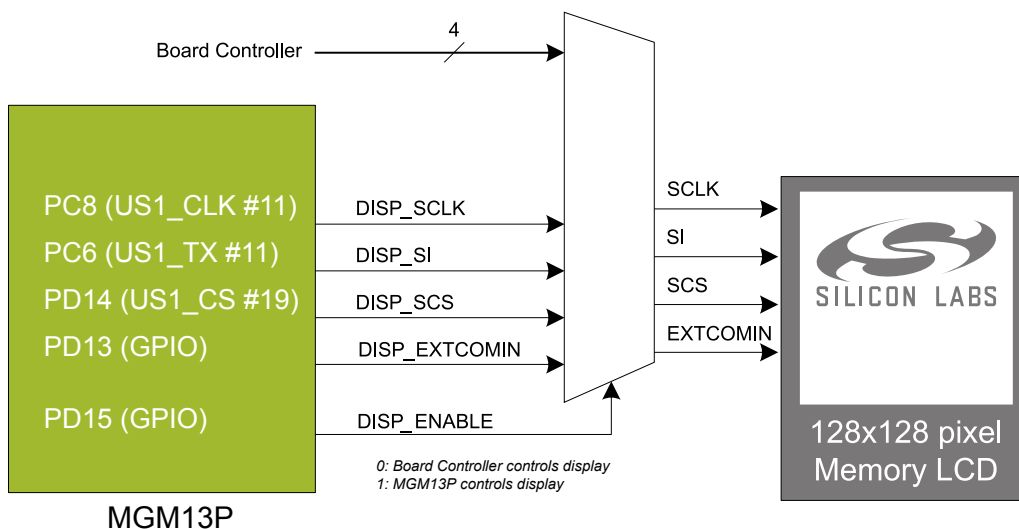 4
Board Controller
PC8 (US1_CLK #11)
PC6 (US1_TX #11)
PD14 (US1_CS #19)
PD13 (GPIO)
PD15 (GPIO)
MGM13P
DISP_SCLK
DISP_SI
DISP_SCS
DISP_EXTCOMIN
DISP_ENABLE
0: Board Controller controls display
1: MGM13P controls display
SCLK
SI
SCS
EXTCOMIN
SILICON LABS
128x128 pixel
Memory LCD